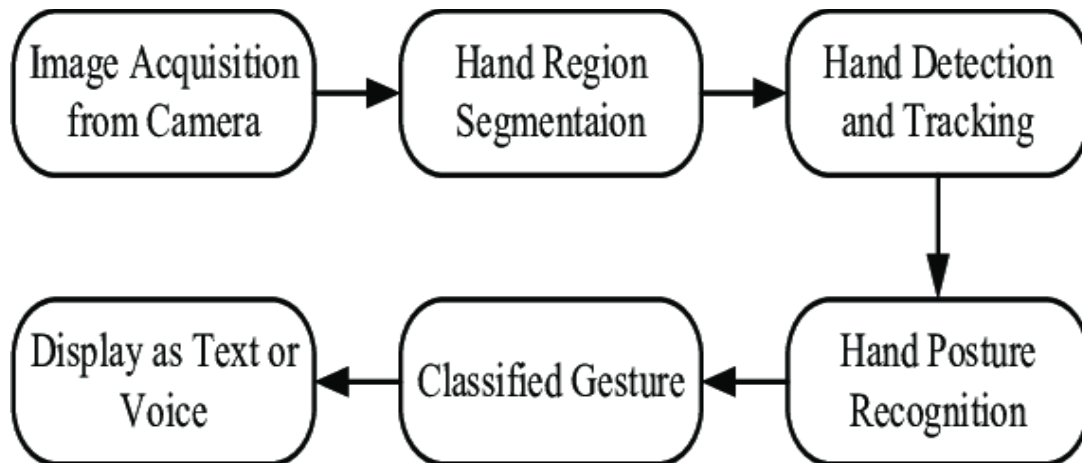 Image Acquisition
from Camera
Hand Region
Segmentaion
Hand Detection
and Tracking
Hand Posture
Recognition
Classified Gesture
Display as Text or
Voice